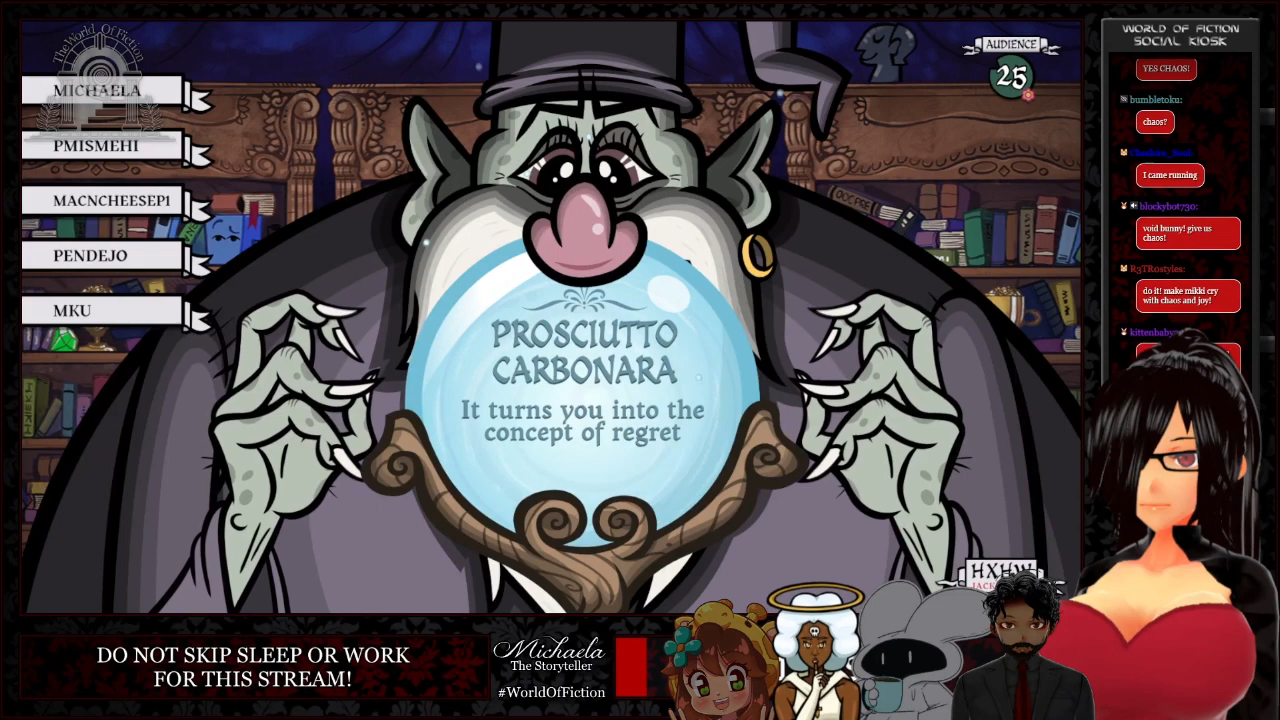 The World Of Fiction
MICHAELA
PMISMEHI
MACNCHEESEP1
PENDEJO
MKU
AUDIENCE
25
PROSCIUTTO
CARBONARA
It turns you into the
concept of regret
HXHW
WORLD OF FICTION
SOCIAL KIOSK
YES CHAOS!
bumbletoku:
chaos?
I came running
blockybot730:
void bunny! give us
chaos!
R3TR0styles:
do it! make mikki cry
with chaos and joy!
DO NOT SKIP SLEEP OR WORK
FOR THIS STREAM!
Michaela
The Storyteller
#WorldOfFiction